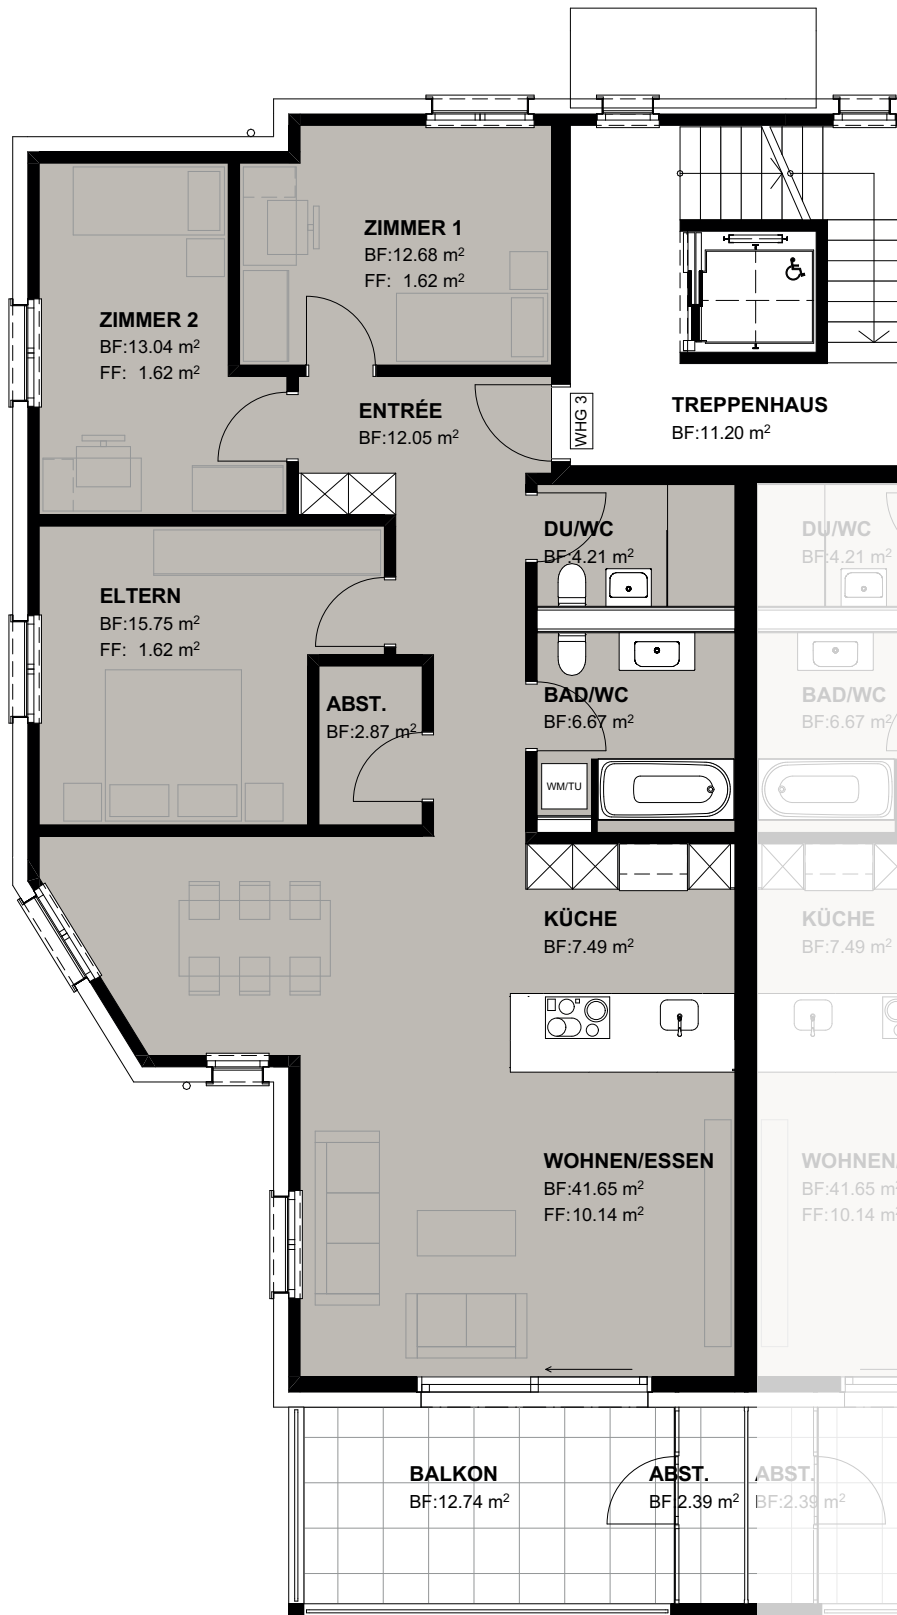 ZIMMER 1
BF:12.68 m²
FF: 1.62 m²
ZIMMER 2
BF:13.04 m²
FF: 1.62 m²
ENTRÉE
BF:12.05 m²
WHG 3
TREPPENHAUS
BF:11.20 m²
DU/WC
BF:4.21 m²
DU/WC
BF:4.21 m²
ELTERN
BF:15.75 m²
FF: 1.62 m²
ABST.
BF:2.87 m²
BAD/WC
BF:6.67 m²
BAD/WC
BF:6.67 m²
WM/TU
KÜCHE
BF:7.49 m²
KÜCHE
BF:7.49 m²
WOHNEN/ESSEN
BF:41.65 m²
FF:10.14 m²
WOHNEN/
BF:41.65 m²
FF:10.14 m²
BALKON
BF:12.74 m²
ABST.
BF:2.39 m²
ABST.
BF:2.39 m²